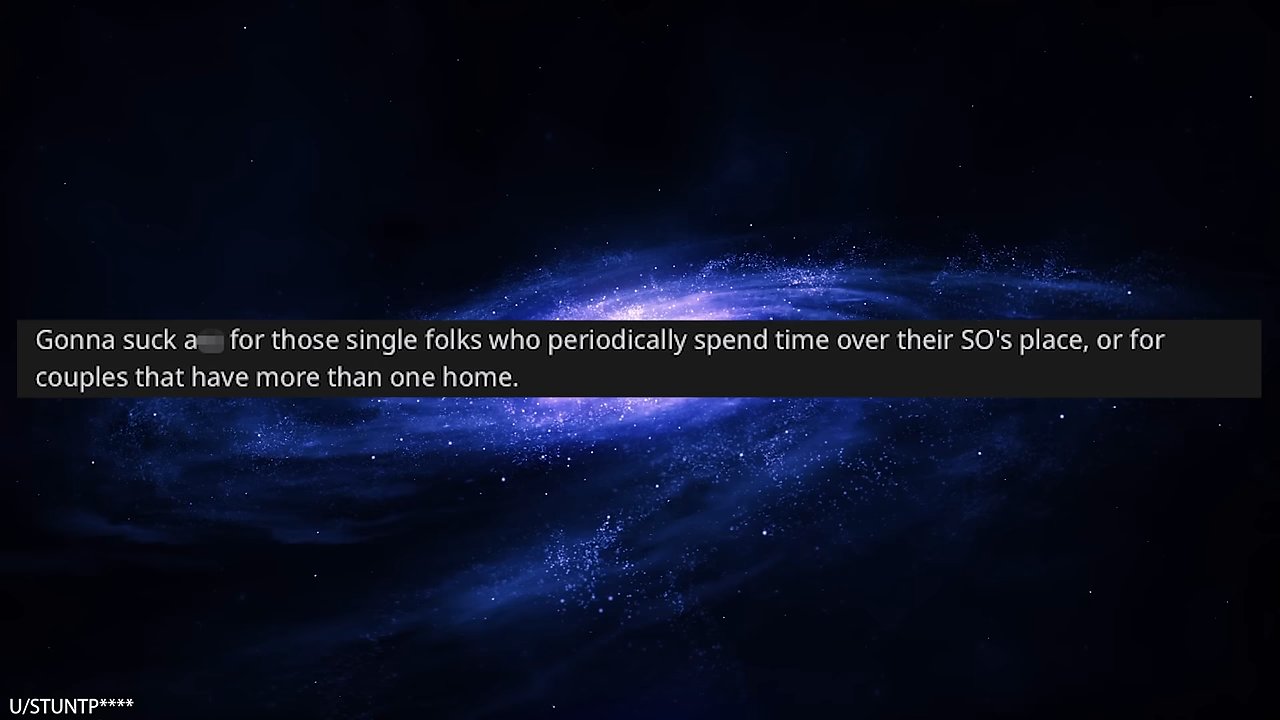 Gonna suck a for those single folks who periodically spend time over their SO's place, or for
couples that have more than one home.
U/STUNTP****